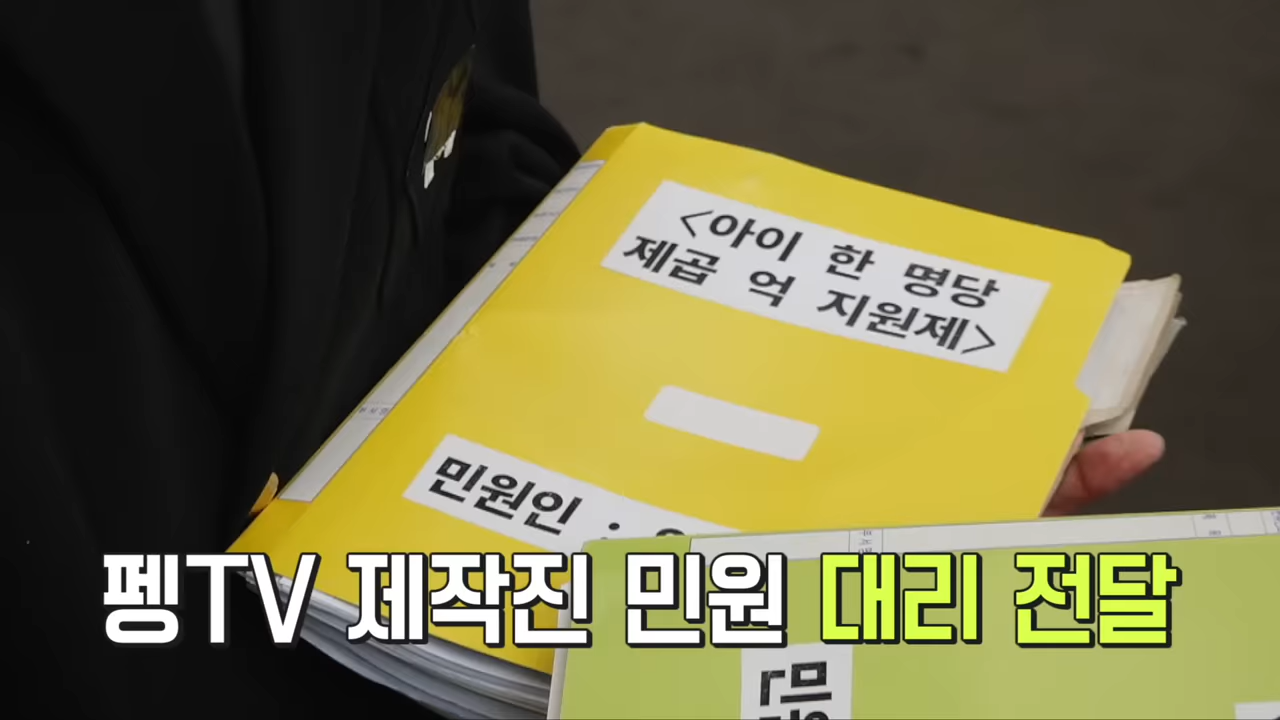 <아이 한 명당
제곱 억 지원제>
민원인 :
펭TV 제작진 민원 대리 전달